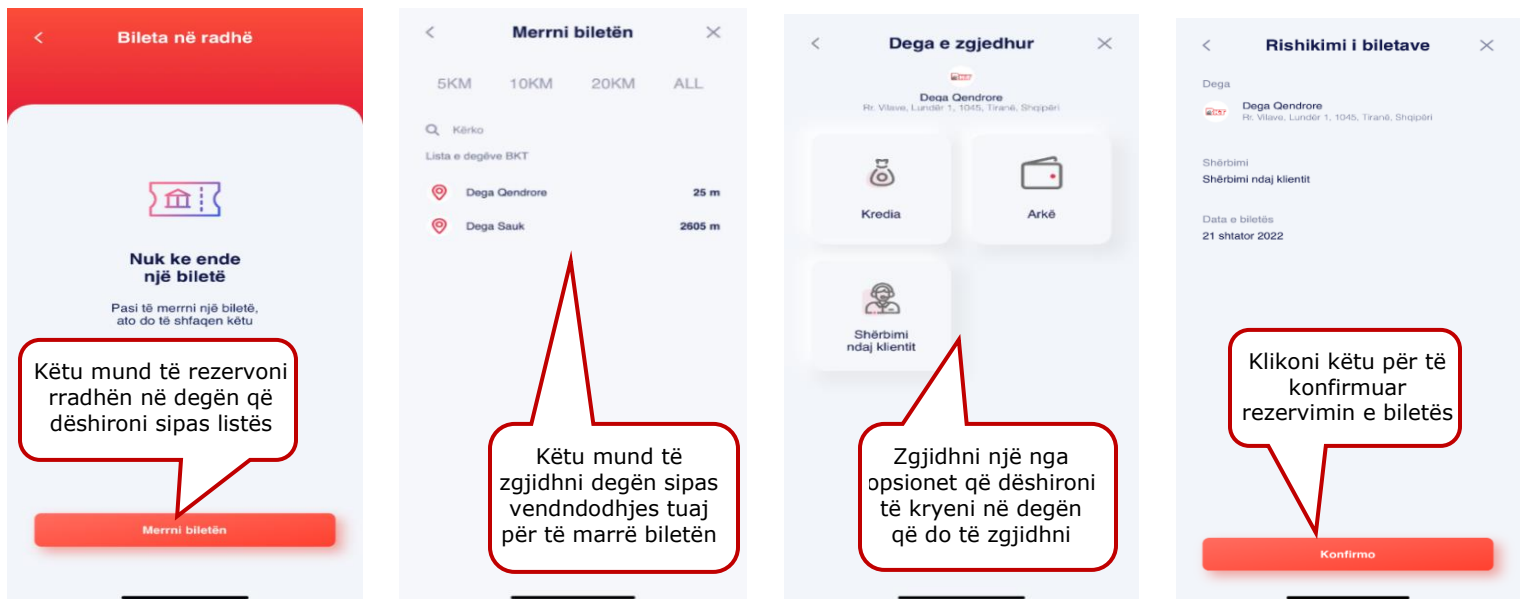 Bileta në radhë
Nuk ke ende
një biletë
Pasi të merrni një biletë,
ato do të shfaqen këtu
Këtu mund të rezervoni
rradhën në degën që
dëshironi sipas listës
Merrni biletën
Merrni biletën
5KM 10KM 20KM ALL
Kërko
Lista e degëve BKT
Dega Qendrore 25 m
Dega Sauk 2605 m
Këtu mund të
zgjidhni degën sipas
vendndodhjes tuaj
për të marrë biletën
Dega e zgjedhur
BKT
Dega Qendrore
Rr. Vilave, Lundër 1, 1045, Tiranë, Shqipëri
Kredia Arkë
Shërbimi
ndaj klientit
Zgjidhni një nga
opsionet që dëshironi
të kryeni në degën
që do të zgjidhni
Rishikimi i biletave
Dega
BKT
Dega Qendrore
Rr. Vilave, Lundër 1, 1045, Tiranë, Shqipëri
Shërbimi
Shërbimi ndaj klientit
Data e biletës
21 shtator 2022
Klikoni këtu për të
konfirmuar
rezervimin e biletës
Konfirmo